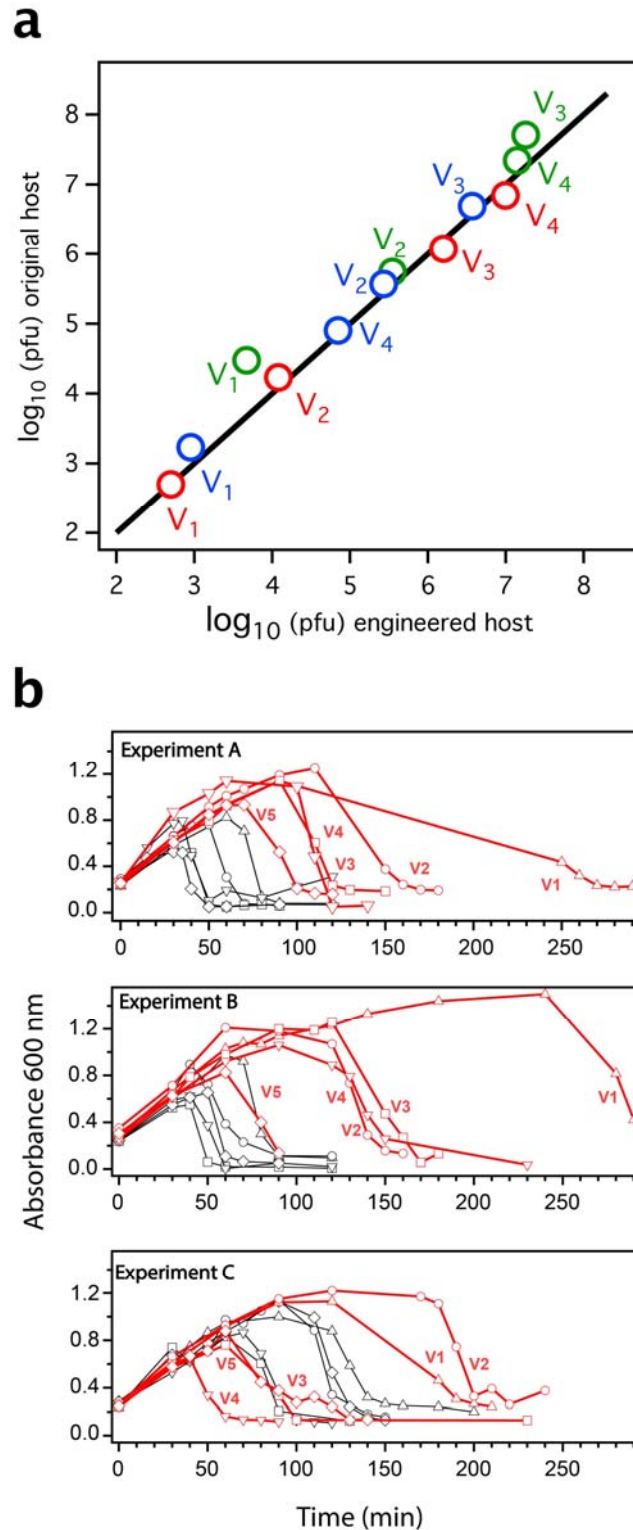 a
8
7
6
5
4
3
2
log₁₀ (pfu) original host
V₃
V₄
V₃
V₄
V₂
V₃
V₂
V₄
V₁
V₂
V₁
V₁
2 3 4 5 6 7 8
log₁₀ (pfu) engineered host
b
Absorbance 600 nm
Experiment A
1.2
0.8
0.4
0.0
V5
V4
V3
V2
V1
0 50 100 150 200 250
Experiment B
1.2
0.8
0.4
0.0
V5
V4
V3
V2
V1
0 50 100 150 200 250
Experiment C
1.2
0.8
0.4
0.0
V5
V4
V3
V1
V2
0 50 100 150 200 250
Time (min)